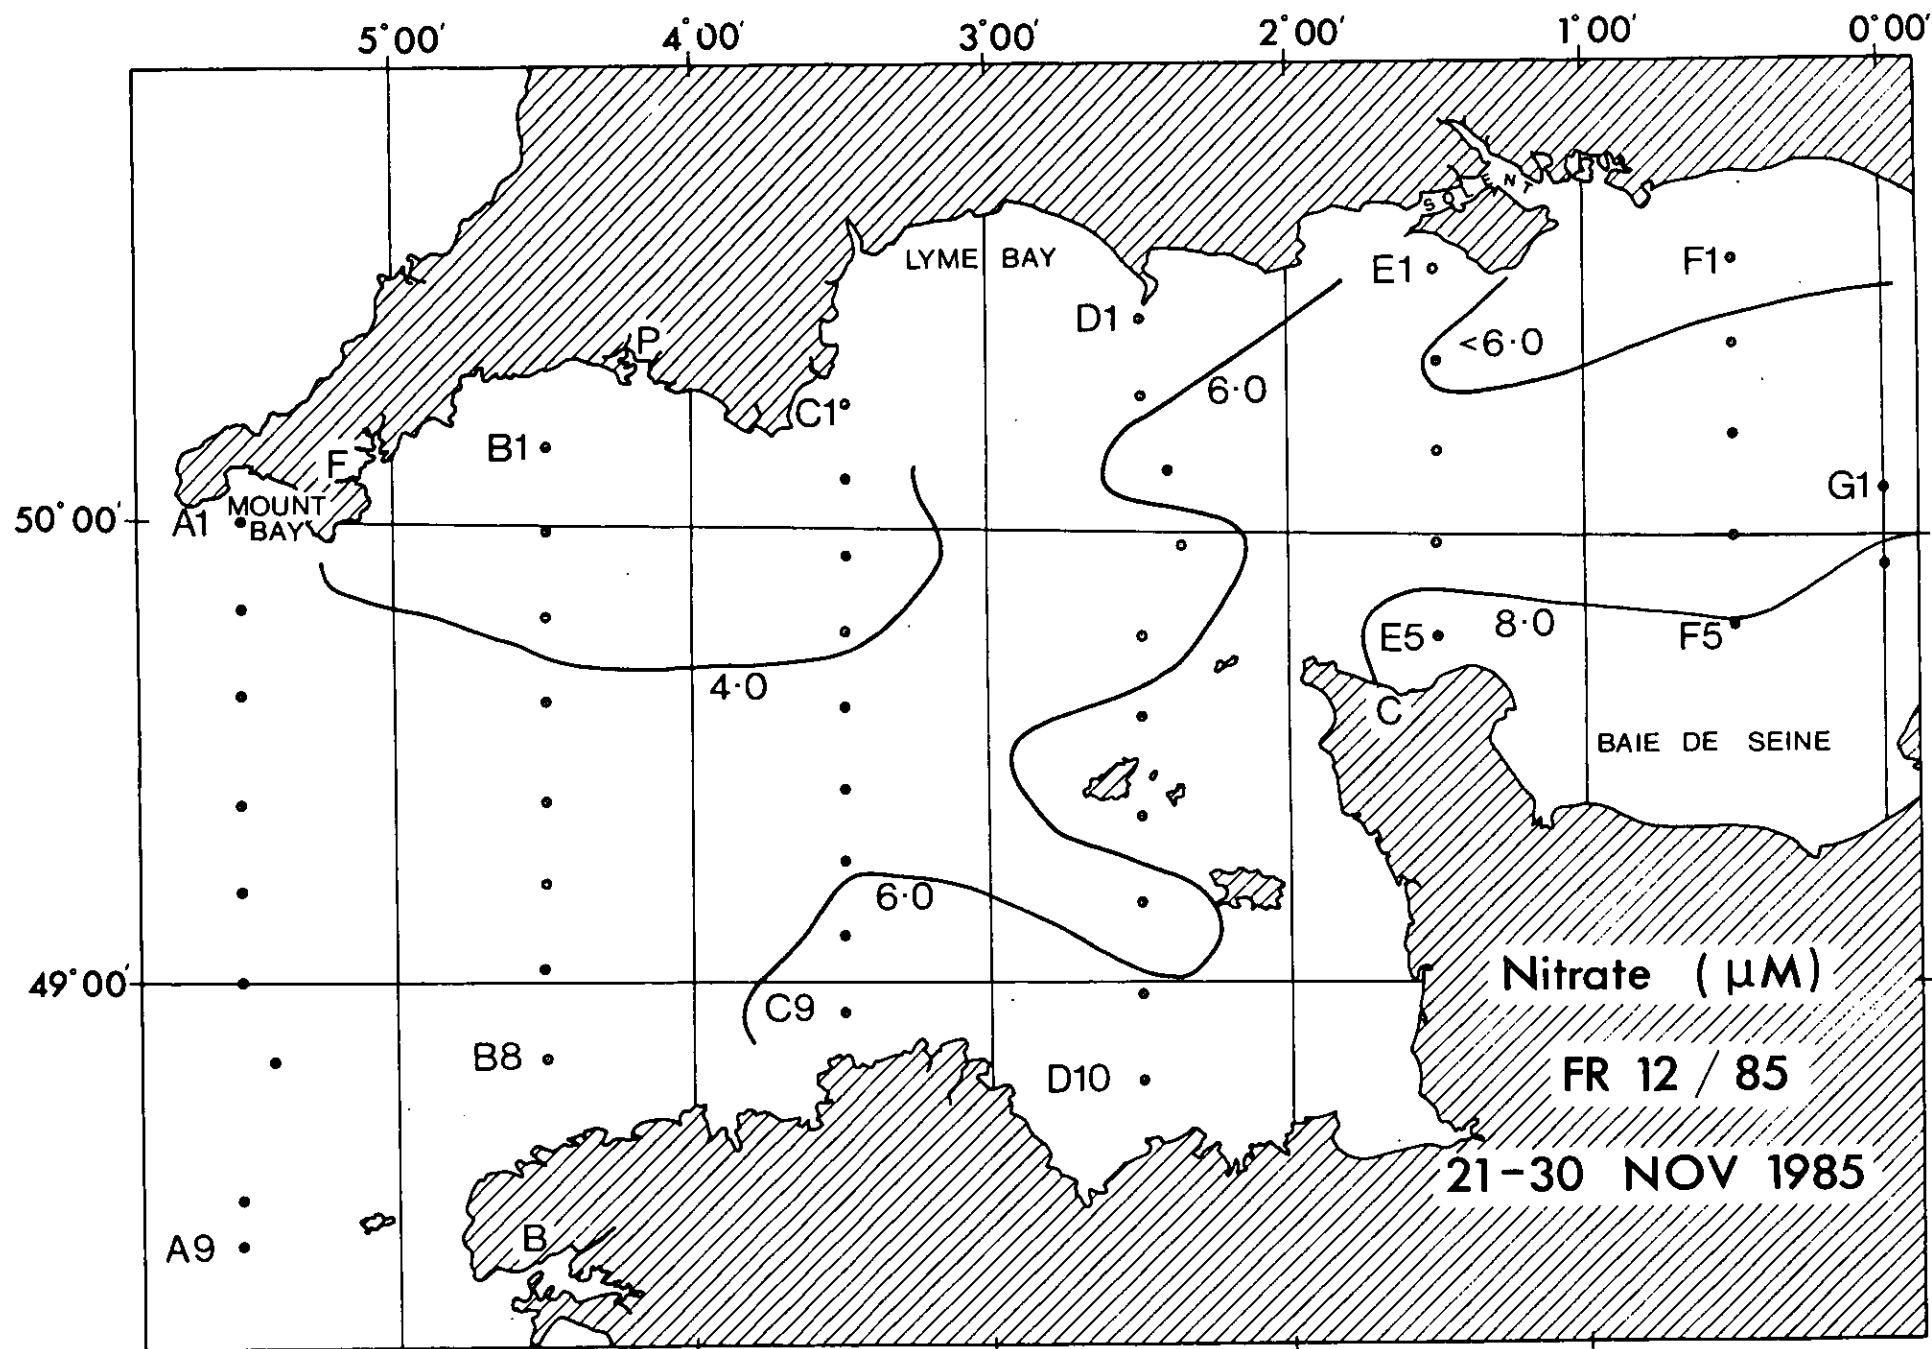 5°00' 4°00' 3°00' 2°00' 1°00' 0°00'
SOLENT
LYME BAY
E1
F1
D1
P
<6·0
6·0
C1
B1
F
G1
MOUNT
BAY
A1
50°00'
8·0
E5
F5
4·0
C
BAIE DE SEINE
6·0
49°00'
C9
Nitrate (μM)
B8
D10
FR 12 / 85
21-30 NOV 1985
B
A9